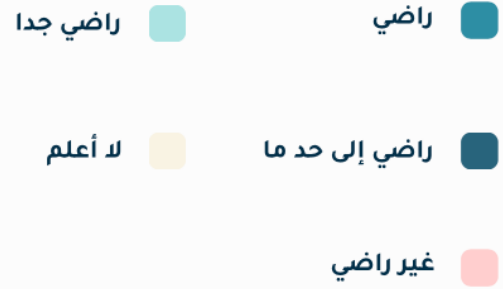 راضي
راضي جدا
راضي إلى حد ما
لا أعلم
غير راضي